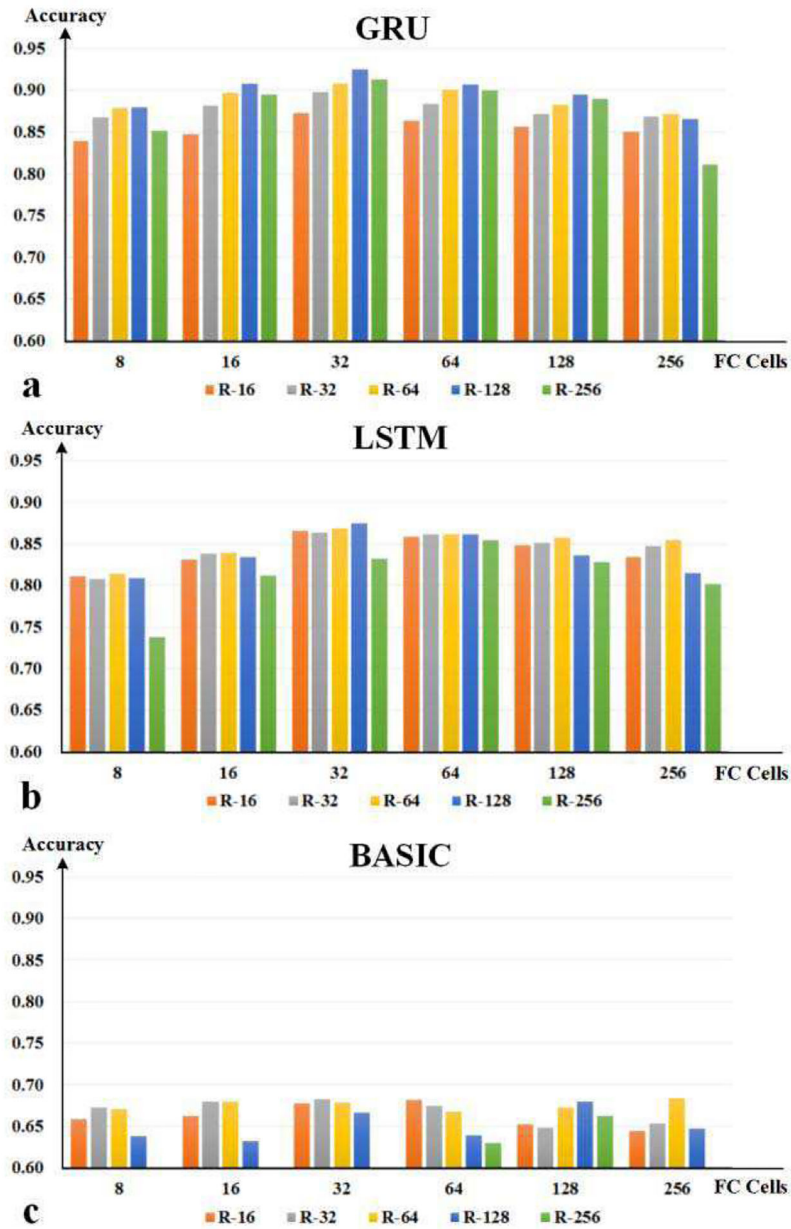 GRU
Accuracy
0.95
0.90
0.85
0.80
0.75
0.70
0.65
0.60
8 16 32 64 128 256 FC Cells
a
R-16 R-32 R-64 R-128 R-256
LSTM
Accuracy
0.95
0.90
0.85
0.80
0.75
0.70
0.65
0.60
8 16 32 64 128 256 FC Cells
b
R-16 R-32 R-64 R-128 R-256
BASIC
Accuracy
0.95
0.90
0.85
0.80
0.75
0.70
0.65
0.60
8 16 32 64 128 256 FC Cells
c
R-16 R-32 R-64 R-128 R-256